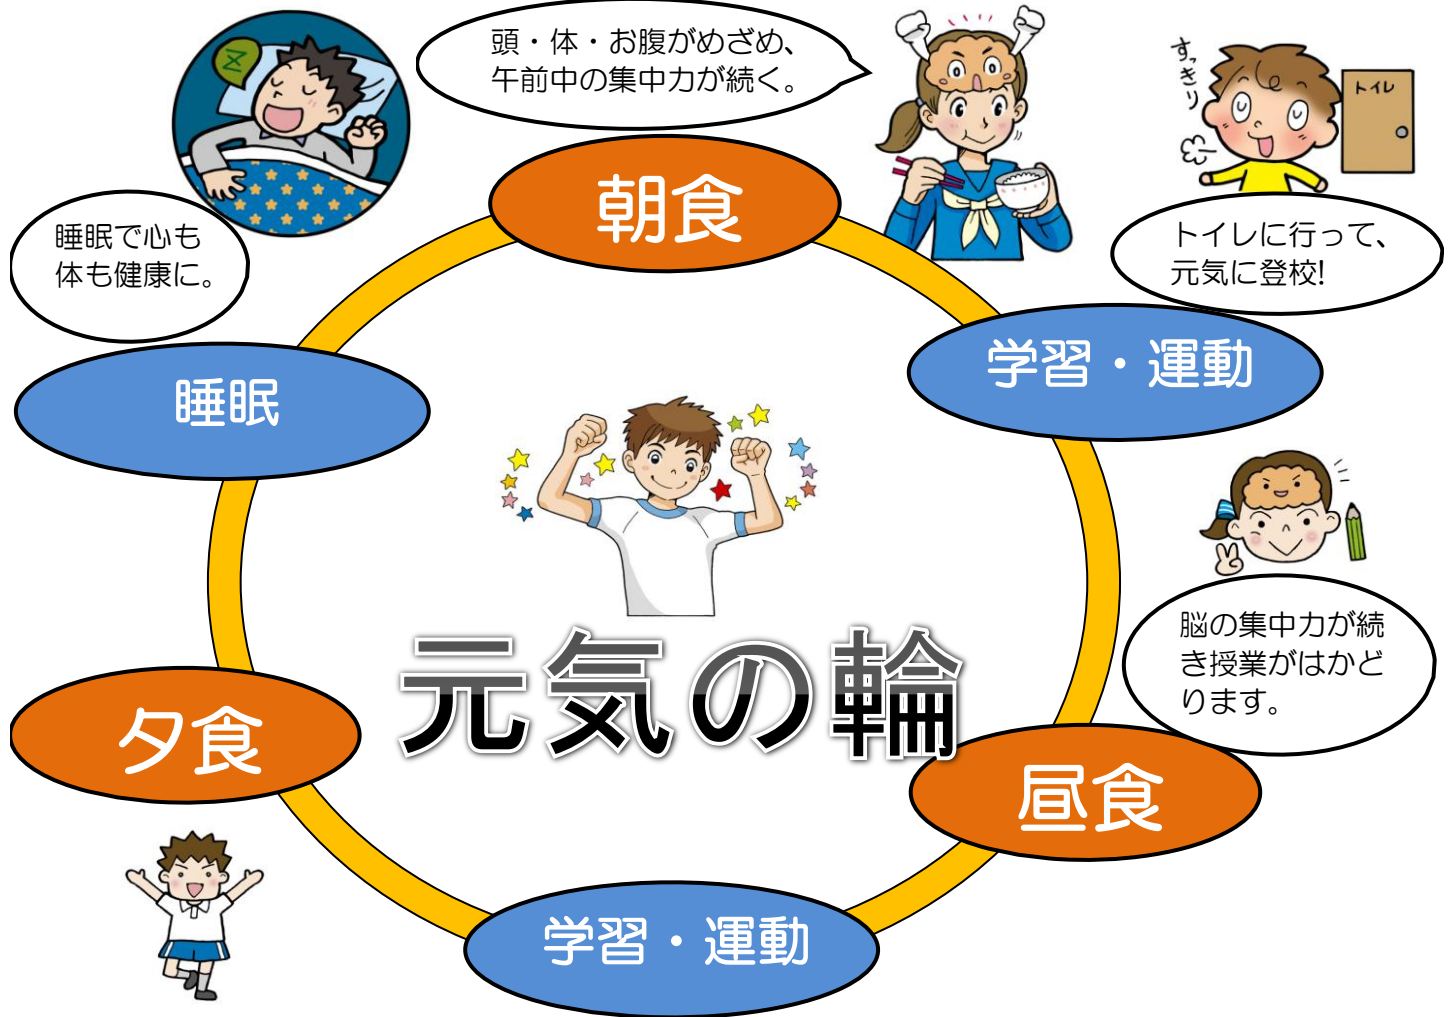 頭・体・お腹がめざめ、
午前中の集中力が続く。
すっきり
トイレ
Z
朝食
睡眠で心も
体も健康に。
トイレに行って、
元気に登校!
学習・運動
睡眠
脳の集中力が続
き授業がはかど
ります。
元気の輪
夕食
昼食
学習・運動